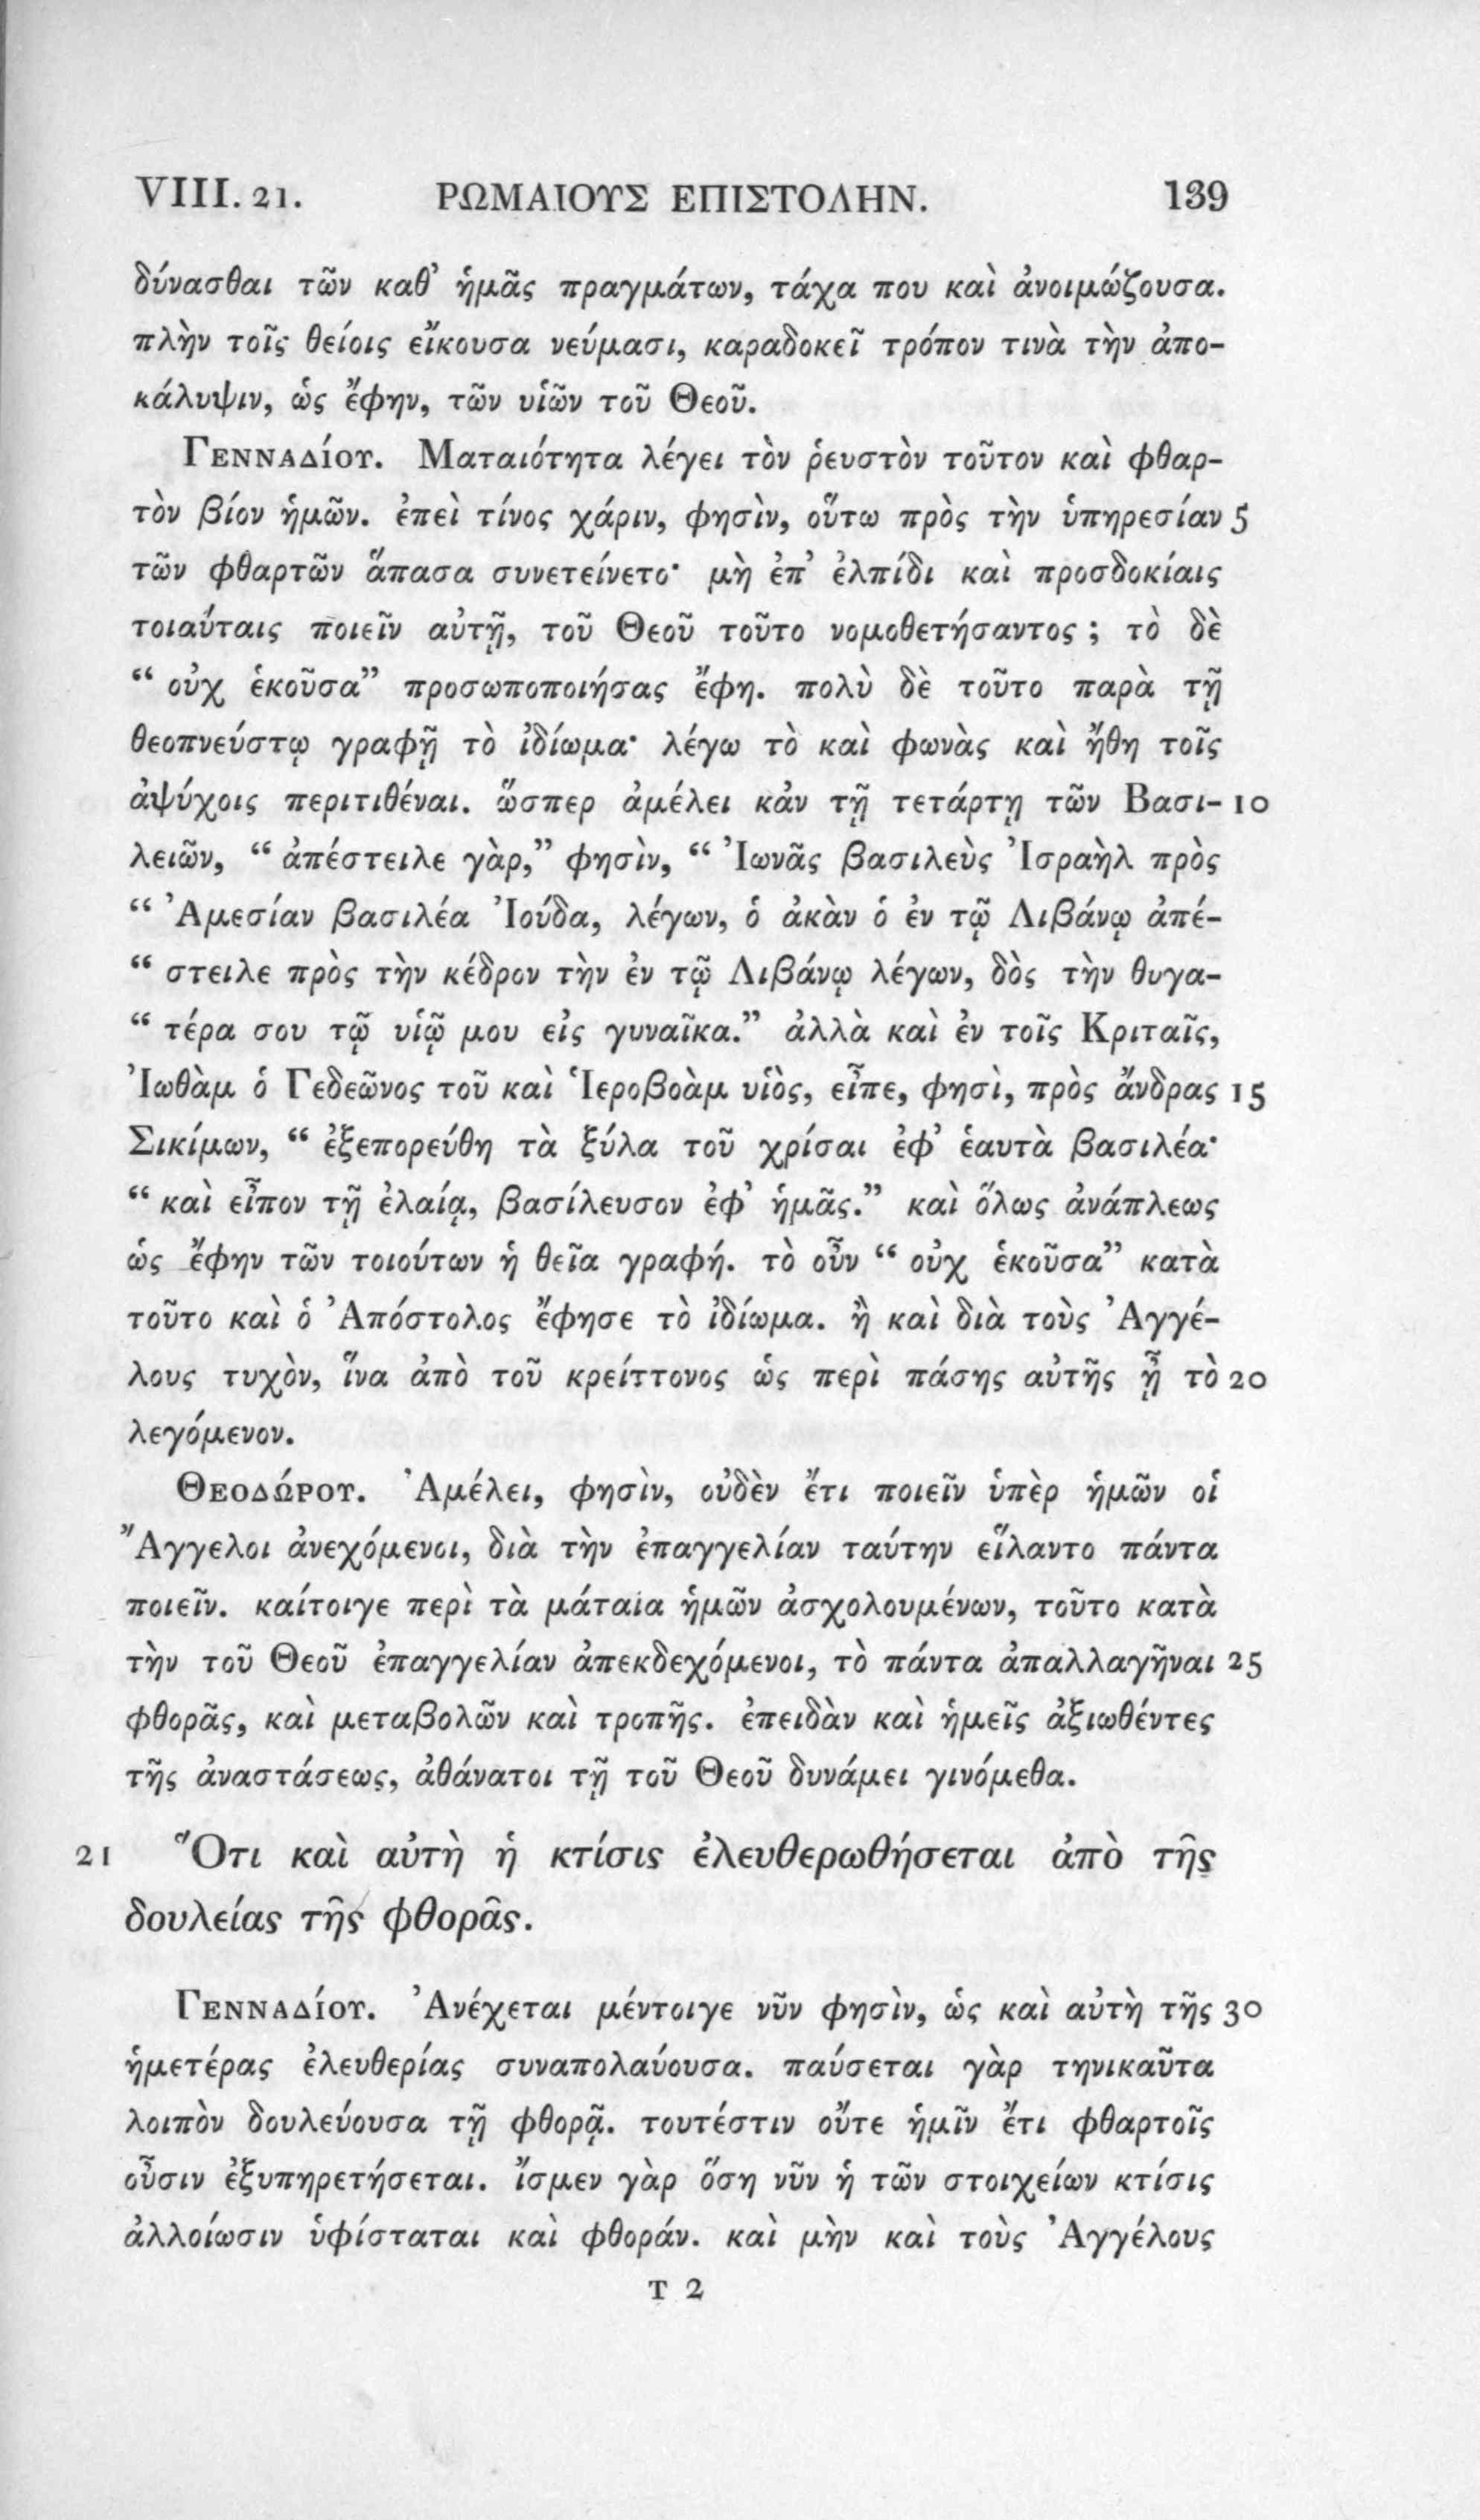 VIII. 21. ΡΩΜΑΙΟΥΣ ΕΠΙΣΤΟΛΗΝ. 139
δύνασθαι τῶν καθ’ ἡμᾶς πραγμάτων, τάχα που καὶ ἀνοιμώζουσα.
πλὴν τοῖς θείοις εἴκουσα νεύμασι, καραδοκεῖ τρόπον τινὰ τὴν ἀπο-
κάλυψιν, ὡς ἔφην, τῶν υἱῶν τοῦ Θεοῦ.
Γενναδίου. Ματαιότητα λέγει τὸν ῥευστὸν τοῦτον καὶ φθαρ-
τὸν βίον ἡμῶν. ἐπεὶ τίνος χάριν, φησὶν, οὕτω πρὸς τὴν ὑπηρεσίαν 5
τῶν φθαρτῶν ἅπασα συνετείνετο· μὴ ἐπ’ ἐλπίδι καὶ προσδοκίαις
τοιαύταις ποιεῖν αὐτῇ, τοῦ Θεοῦ τοῦτο νομοθετήσαντος ; τὸ δὲ
“ οὐχ ἑκοῦσα” προσωποποιήσας ἔφη. πολὺ δὲ τοῦτο παρὰ τῇ
θεοπνεύστῳ γραφῇ τὸ ἰδίωμα· λέγω τὸ καὶ φωνὰς καὶ ἤθη τοῖς
ἀψύχοις περιτιθέναι. ὥσπερ ἀμέλει κἀν τῇ τετάρτῃ τῶν Βασι- 10
λειῶν, “ ἀπέστειλε γὰρ,” φησὶν, “ Ἰωνᾶς βασιλεὺς Ἰσραὴλ πρὸς
“ Ἀμεσίαν βασιλέα Ἰούδα, λέγων, ὁ ἀκὰν ὁ ἐν τῷ Λιβάνῳ ἀπέ-
“ στειλε πρὸς τὴν κέδρον τὴν ἐν τῷ Λιβάνῳ λέγων, δὸς τὴν θυγα-
“ τέρα σου τῷ υἱῷ μου εἰς γυναῖκα.” ἀλλὰ καὶ ἐν τοῖς Κριταῖς,
Ἰωθὰμ ὁ Γεδεῶνος τοῦ καὶ Ἱεροβοὰμ υἱὸς, εἶπε, φησὶ, πρὸς ἄνδρας 15
Σικίμων, “ ἐξεπορεύθη τὰ ξύλα τοῦ χρίσαι ἐφ’ ἑαυτὰ βασιλέα·
“ καὶ εἶπον τῇ ἐλαίᾳ, βασίλευσον ἐφ’ ἡμᾶς.” καὶ ὅλως ἀνάπλεως
ὡς ἔφην τῶν τοιούτων ἡ θεῖα γραφή. τὸ οὖν “ οὐχ ἑκοῦσα” κατὰ
τοῦτο καὶ ὁ Ἀπόστολος ἔφησε τὸ ἰδίωμα. ἢ καὶ διὰ τοὺς Ἀγγέ-
λους τυχὸν, ἵνα ἀπὸ τοῦ κρείττονος ὡς περὶ πάσης αὐτῆς ᾖ τὸ 20
λεγόμενον.
Θεοδώρου. Ἀμέλει, φησὶν, οὐδὲν ἔτι ποιεῖν ὑπὲρ ἡμῶν οἱ
Ἄγγελοι ἀνεχόμενοι, διὰ τὴν ἐπαγγελίαν ταύτην εἵλαντο πάντα
ποιεῖν. καίτοιγε περὶ τὰ μάταια ἡμῶν ἀσχολουμένων, τοῦτο κατὰ
τὴν τοῦ Θεοῦ ἐπαγγελίαν ἀπεκδεχόμενοι, τὸ πάντα ἀπαλλαγῆναι 25
φθορᾶς, καὶ μεταβολῶν καὶ τροπῆς. ἐπειδὰν καὶ ἡμεῖς ἀξιωθέντες
τῆς ἀναστάσεως, ἀθάνατοι τῇ τοῦ Θεοῦ δυνάμει γινόμεθα.
21 Ὅτι καὶ αὐτὴ ἡ κτίσις ἐλευθερωθήσεται ἀπὸ τῆς
δουλείας τῆς φθορᾶς.
Γενναδίου. Ἀνέχεται μέντοιγε νῦν φησὶν, ὡς καὶ αὐτὴ τῆς 30
ἡμετέρας ἐλευθερίας συναπολαύουσα. παύσεται γὰρ τηνικαῦτα
λοιπὸν δουλεύουσα τῇ φθορᾷ. τουτέστιν οὔτε ἡμῖν ἔτι φθαρτοῖς
οὖσιν ἐξυπηρετήσεται. ἴσμεν γὰρ ὅση νῦν ἡ τῶν στοιχείων κτίσις
ἀλλοίωσιν ὑφίσταται καὶ φθοράν. καὶ μὴν καὶ τοὺς Ἀγγέλους
T 2